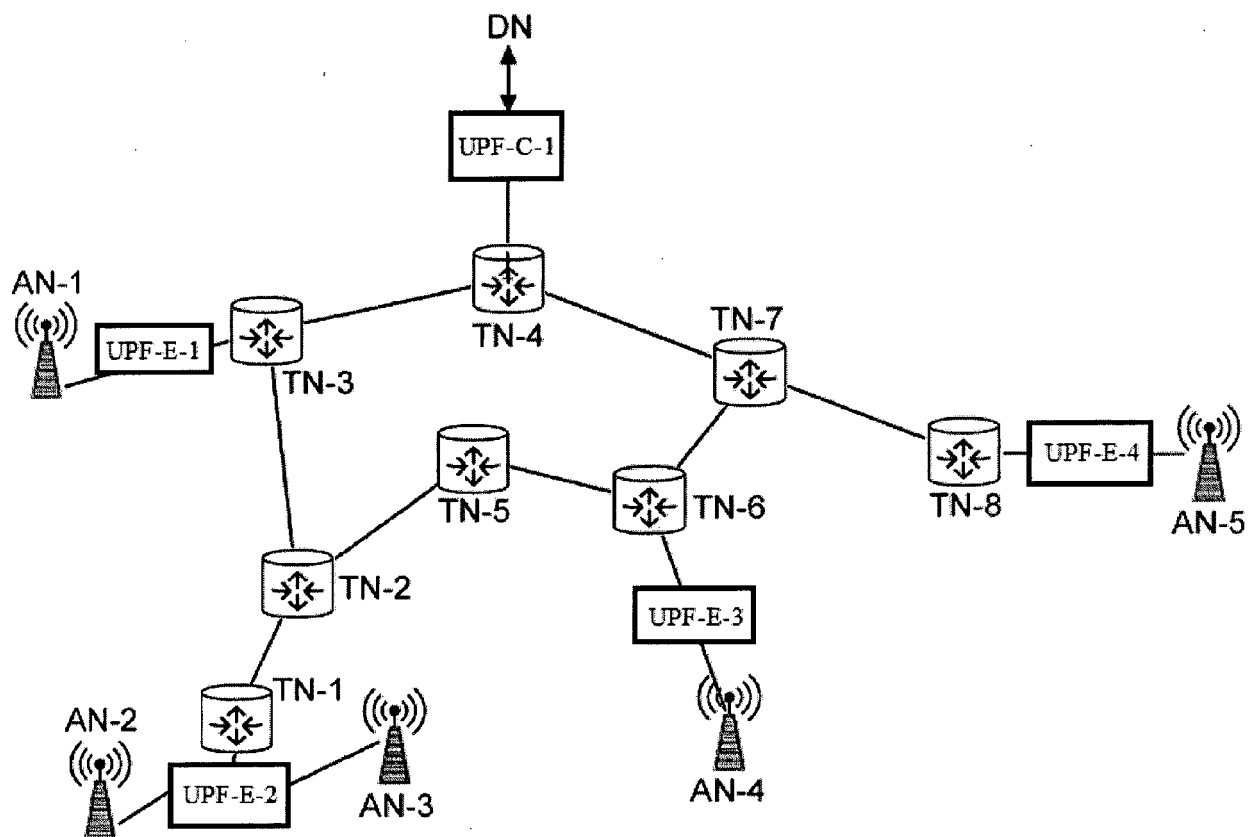 DN
UPF-C-1
AN-1
UPF-E-1
TN-3
TN-4
TN-7
TN-5
TN-6
TN-8
UPF-E-4
AN-5
TN-2
UPF-E-3
TN-1
AN-2
UPF-E-2
AN-3
AN-4